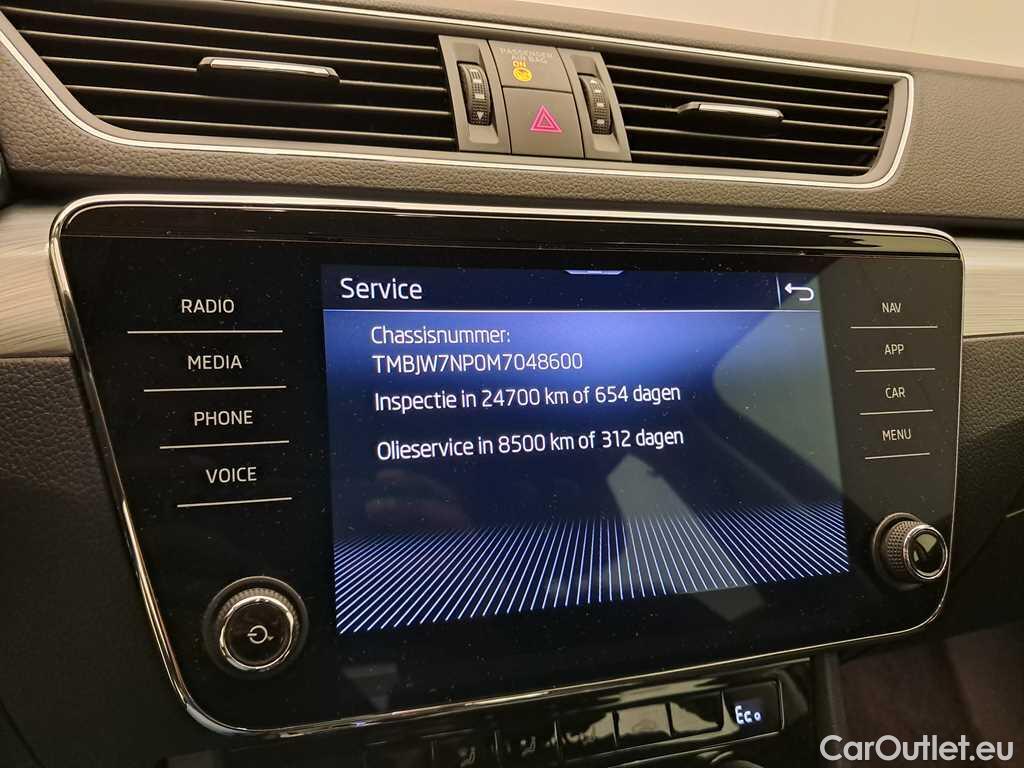 PASSENGER
AIR BAG
ON
Service
RADIO
MEDIA
PHONE
VOICE
Chassisnummer:
TMBJW7NP0M7048600
Inspectie in 24700 km of 654 dagen
Olieservice in 8500 km of 312 dagen
NAV
APP
CAR
MENU
Eco
CarOutlet.eu